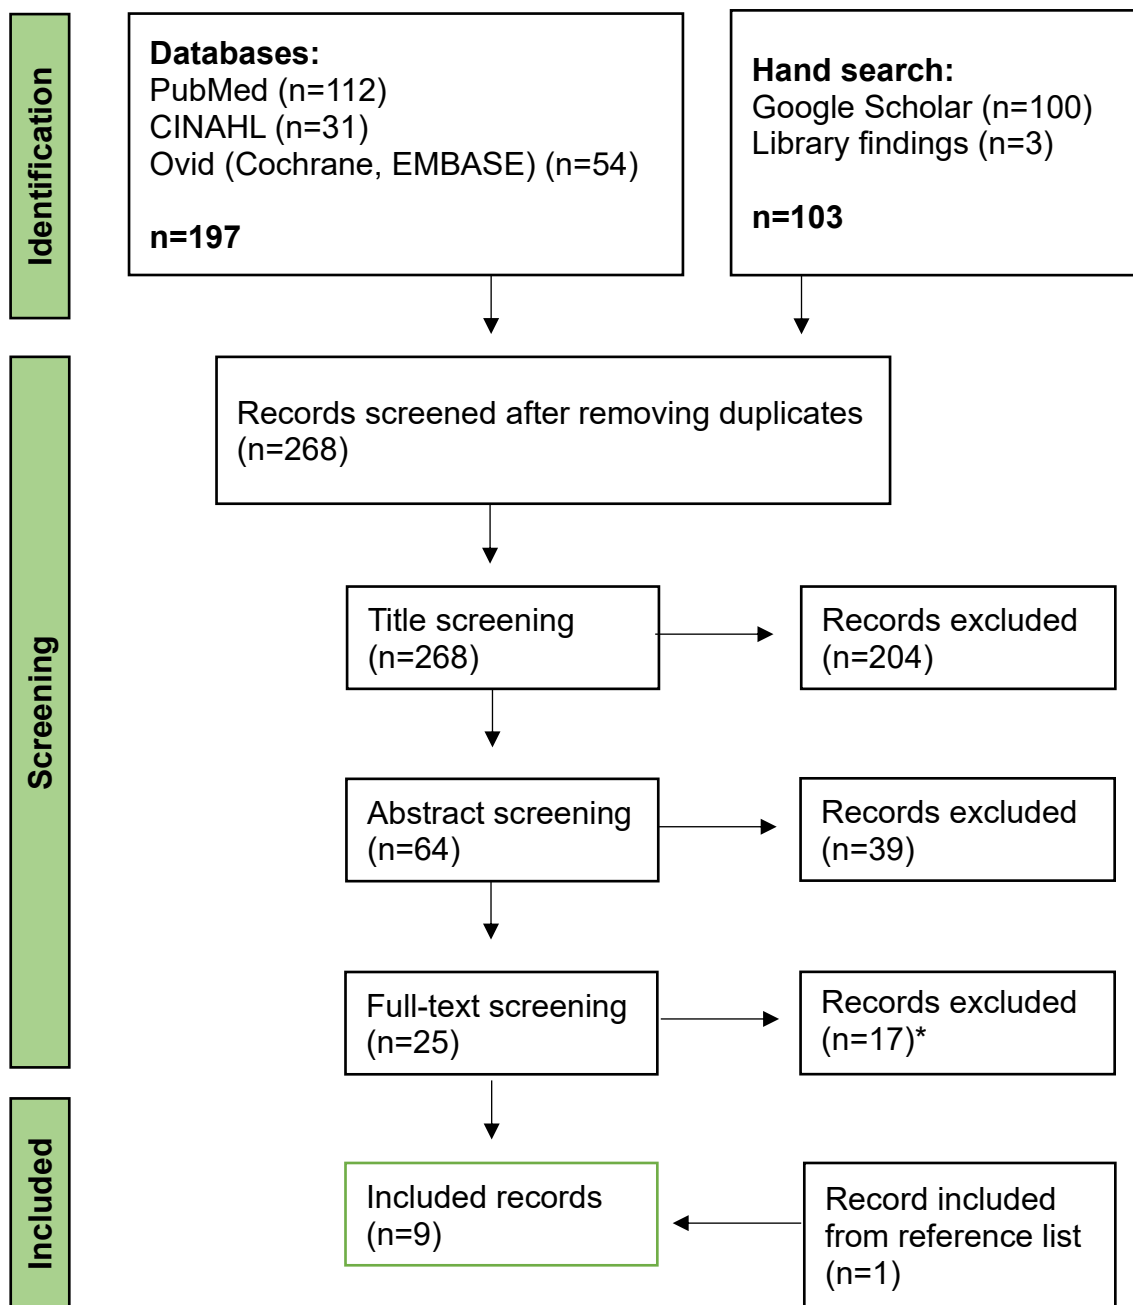 Identification
Databases:
PubMed (n=112)
CINAHL (n=31)
Ovid (Cochrane, EMBASE) (n=54)
n=197
Hand search:
Google Scholar (n=100)
Library findings (n=3)
n=103
Screening
Records screened after removing duplicates
(n=268)
Title screening
(n=268)
Records excluded
(n=204)
Abstract screening
(n=64)
Records excluded
(n=39)
Full-text screening
(n=25)
Records excluded
(n=17)*
Included
Included records
(n=9)
Record included
from reference list
(n=1)